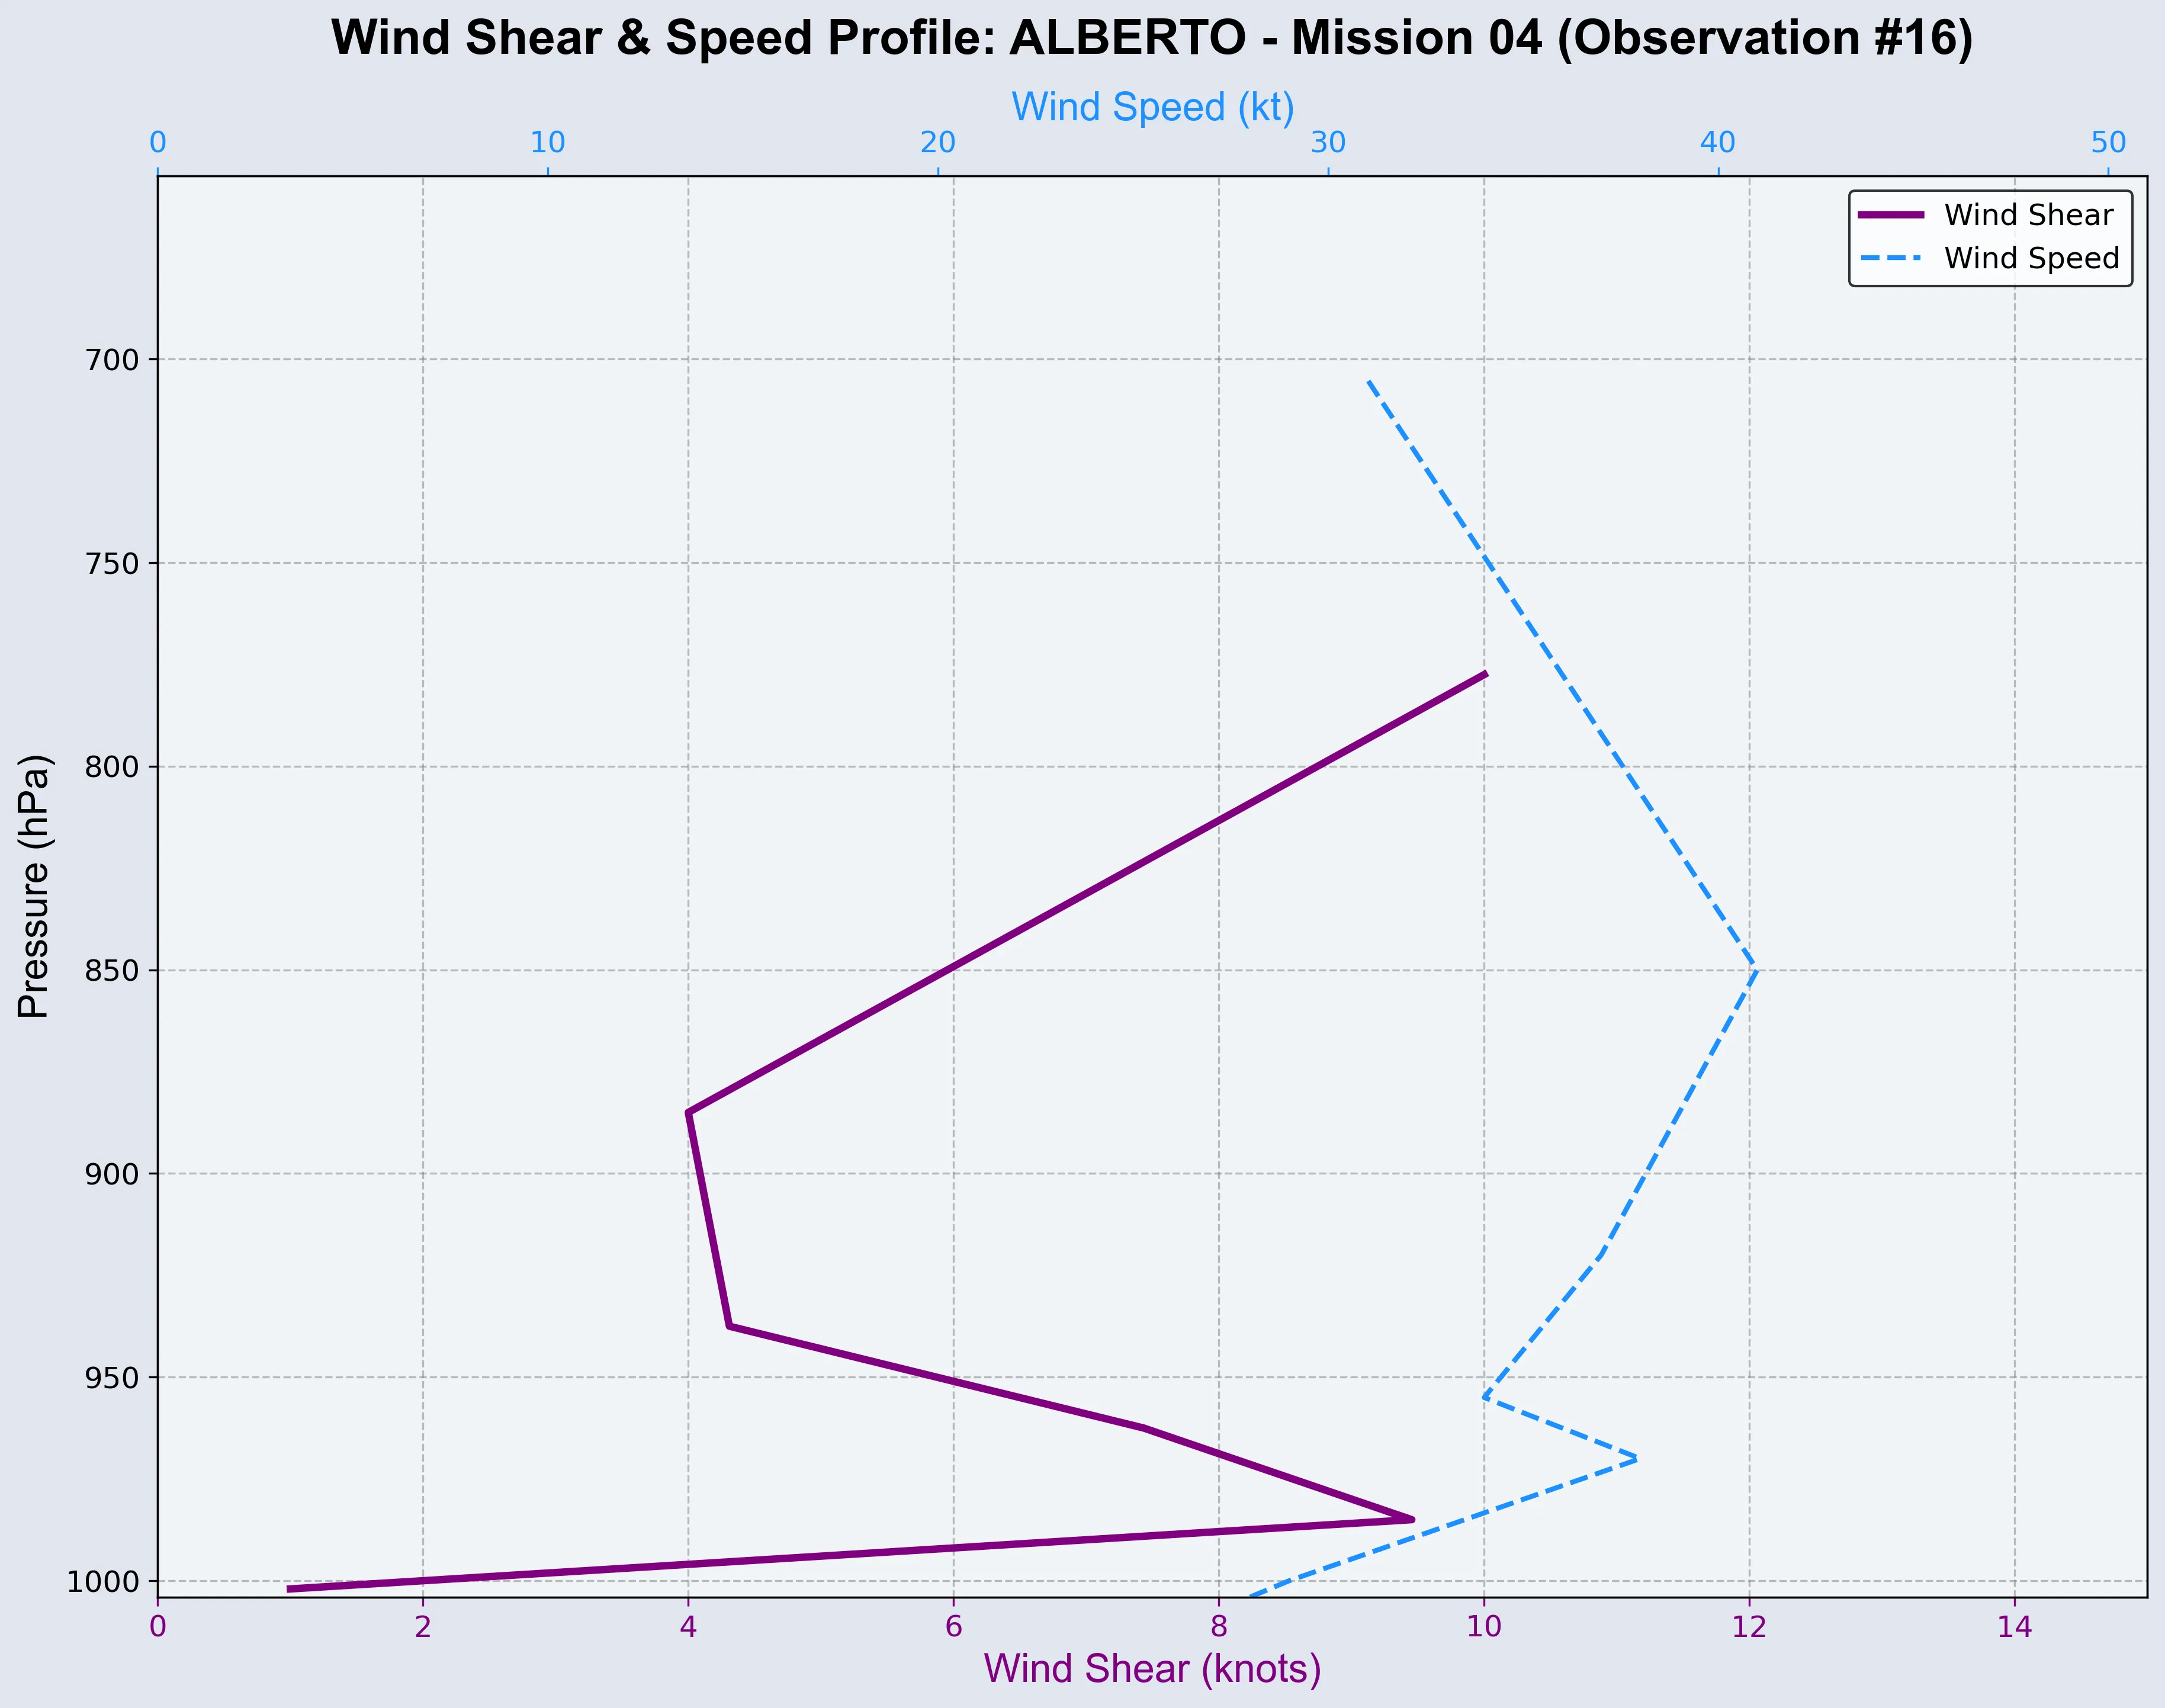 Wind Shear & Speed Profile: ALBERTO - Mission 04 (Observation #16)
Wind Speed (kt)
0 10 20 30 40 50
Wind Shear
Wind Speed
700
750
800
850
900
950
1000
Pressure (hPa)
0 2 4 6 8 10 12 14
Wind Shear (knots)